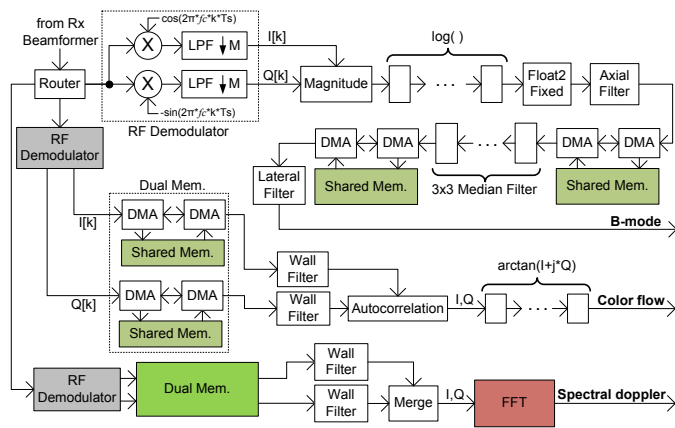 from Rx
Beamformer
Router
cos(2π*fc*k*Ts)
X
LPF ↓ M
I[k]
X
LPF ↓ M
Q[k]
-sin(2π*fc*k*Ts)
RF Demodulator
Magnitude
log( )
. . .
Float2
Fixed
Axial
Filter
RF
Demodulator
Lateral
Filter
DMA
DMA
Shared Mem.
. . .
3x3 Median Filter
DMA
DMA
Shared Mem.
B-mode
Dual Mem.
I[k]
DMA
DMA
Shared Mem.
Q[k]
DMA
DMA
Shared Mem.
Wall
Filter
Wall
Filter
Autocorrelation
I,Q
arctan(I+j*Q)
. . .
Color flow
RF
Demodulator
Dual Mem.
Wall
Filter
Wall
Filter
Merge
I,Q
FFT
Spectral doppler